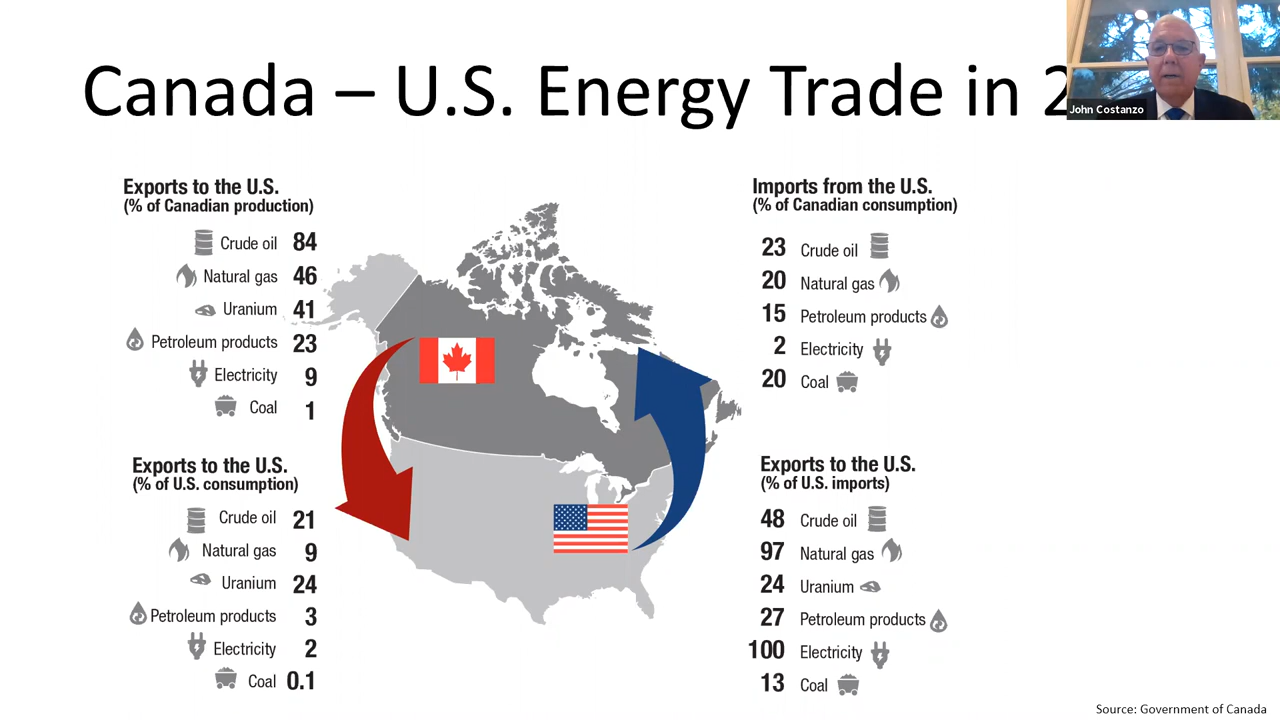 Canada – U.S. Energy Trade in 2
John Costanzo
Exports to the U.S.
(% of Canadian production)
Crude oil 84
Natural gas 46
Uranium 41
Petroleum products 23
Electricity 9
Coal 1
Imports from the U.S.
(% of Canadian consumption)
23 Crude oil
20 Natural gas
15 Petroleum products
2 Electricity
20 Coal
Exports to the U.S.
(% of U.S. consumption)
Crude oil 21
Natural gas 9
Uranium 24
Petroleum products 3
Electricity 2
Coal 0.1
Exports to the U.S.
(% of U.S. imports)
48 Crude oil
97 Natural gas
24 Uranium
27 Petroleum products
100 Electricity
13 Coal
Source: Government of Canada